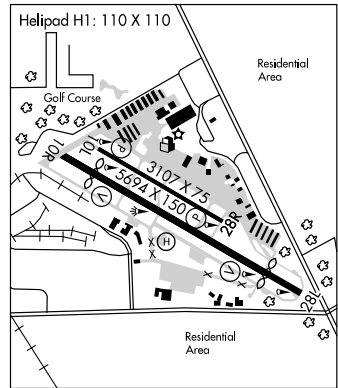 Helipad H1: 110 X 110
Residential
Area
Golf Course
10R
10L
P
3107 X 75
5694 X 150
P
28R
V
H
V
28L
Residential
Area